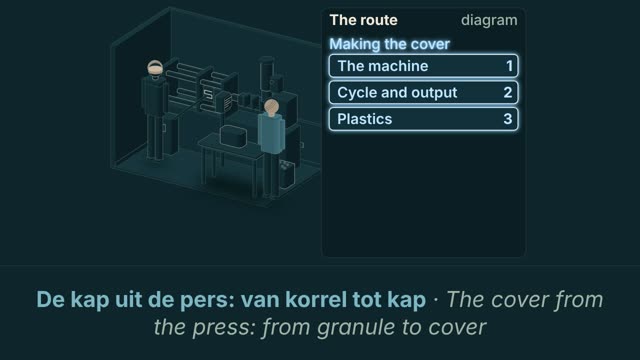 The route diagram
Making the cover
The machine 1
Cycle and output 2
Plastics 3
De kap uit de pers: van korrel tot kap · The cover from
the press: from granule to cover